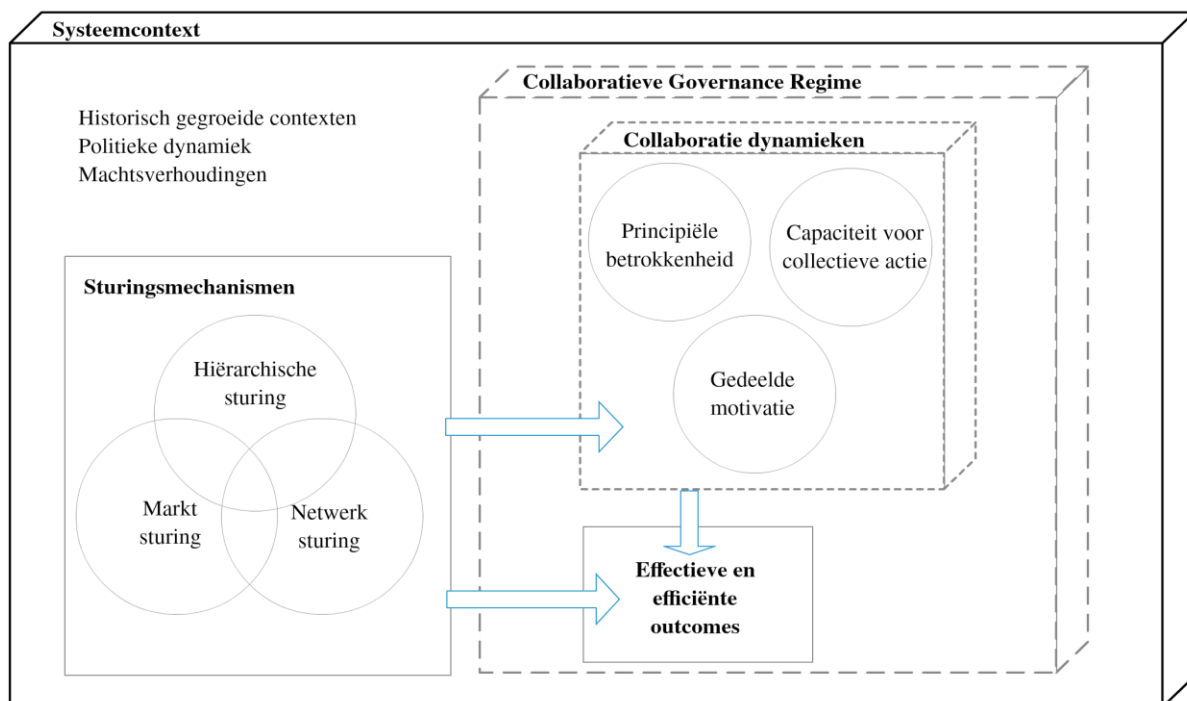 Systeemcontext
Historisch gegroeide contexten
Politieke dynamiek
Machtsverhoudingen
Sturingsmechanismen
Hiërarchische
sturing
Markt
sturing
Netwerk
sturing
Collaboratieve Governance Regime
Collaboratie dynamieken
Principiële
betrokkenheid
Capaciteit voor
collectieve actie
Gedeelde
motivatie
Effectieve en
efficiënte
outcomes